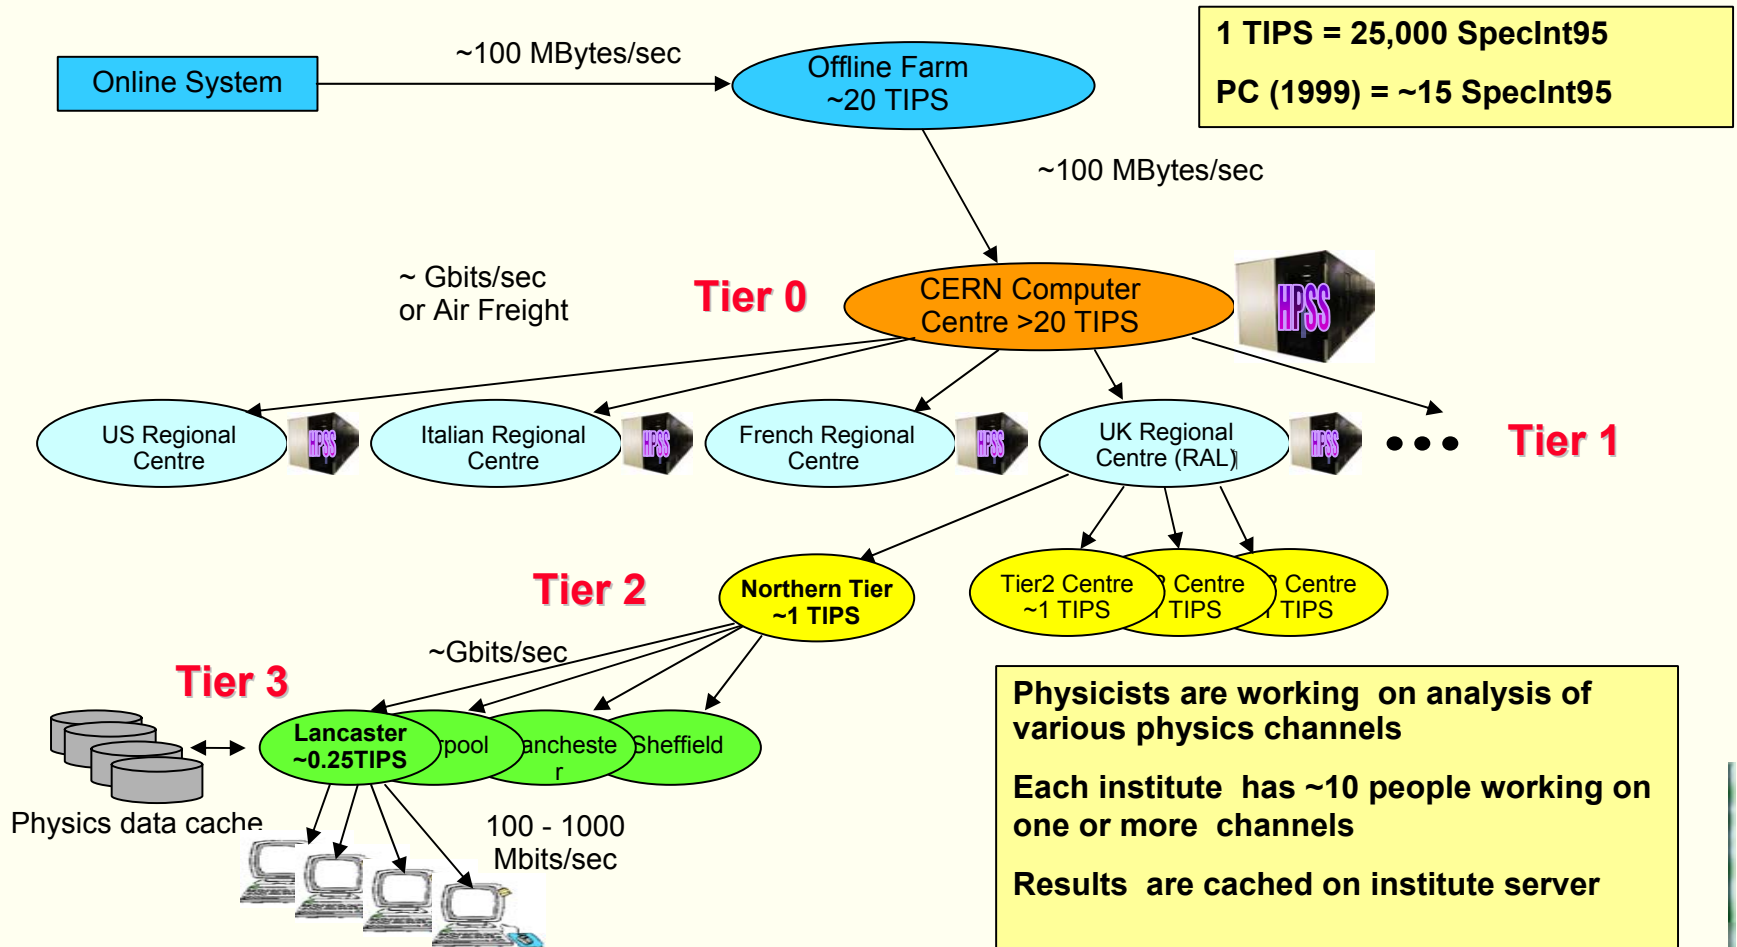 Online System
~100 MBytes/sec
Offline Farm
~20 TIPS
1 TIPS = 25,000 SpecInt95
PC (1999) = ~15 SpecInt95
~100 MBytes/sec
~ Gbits/sec
or Air Freight
Tier 0
CERN Computer
Centre >20 TIPS
HPSS
US Regional
Centre
HPSS
Italian Regional
Centre
HPSS
French Regional
Centre
HPSS
UK Regional
Centre (RAL)
HPSS
Tier 1
Tier 2
Northern Tier
~1 TIPS
Tier2 Centre
~1 TIPS
Centre
TIPS
Centre
TIPS
~Gbits/sec
Tier 3
Lancaster
~0.25TIPS
rpool
ancheste
r
Sheffield
Physics data cache
100 - 1000
Mbits/sec
Physicists are working on analysis of
various physics channels
Each institute has ~10 people working on
one or more channels
Results are cached on institute server